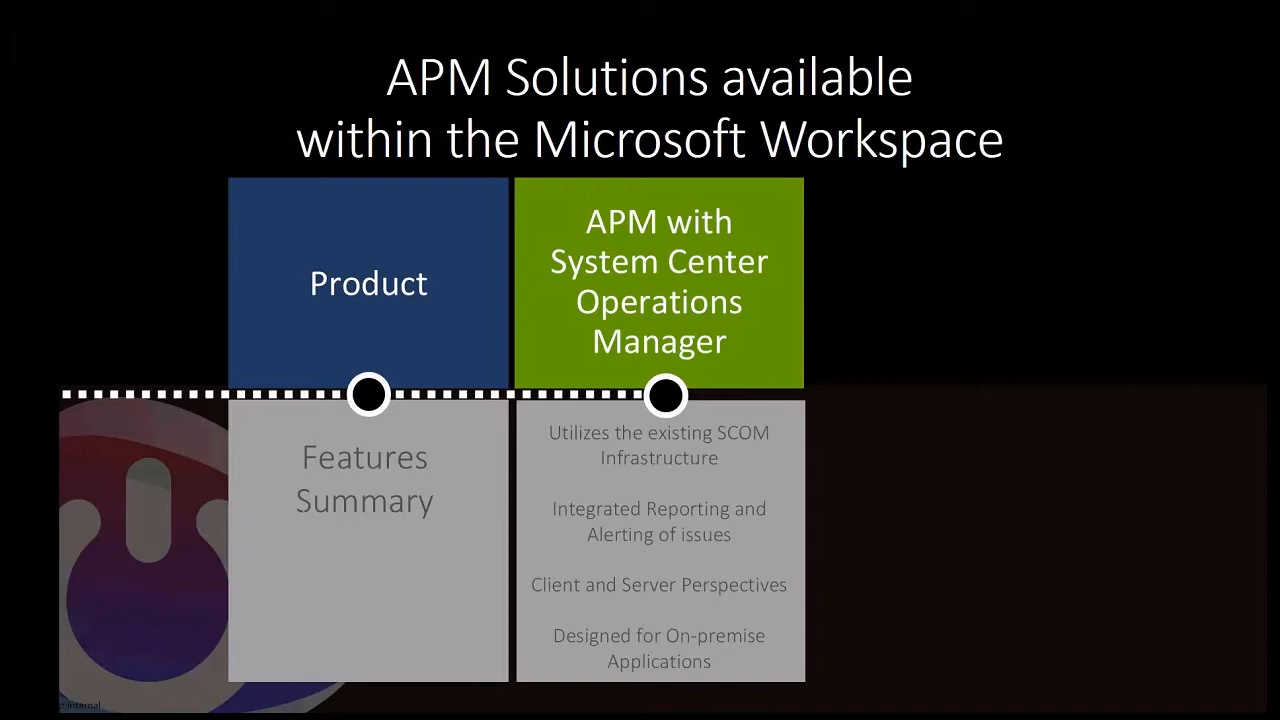 APM Solutions available
within the Microsoft Workspace
Product
APM with
System Center
Operations
Manager
Features
Summary
Utilizes the existing SCOM
Infrastructure
Integrated Reporting and
Alerting of issues
Client and Server Perspectives
Designed for On-premise
Applications
y: Internal